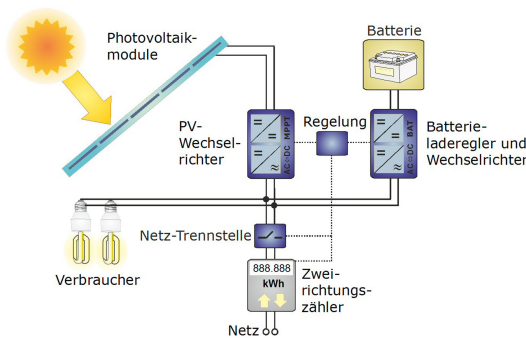 Photovoltaik-
module
Batterie
PV-
Wechsel-
richter
AC○DC MPPT
Regelung
AC⇔DC BAT
Batterie-
laderegler und
Wechselrichter
Netz-Trennstelle
Verbraucher
888.888
kWh
Zwei-
richtungs-
zähler
Netz